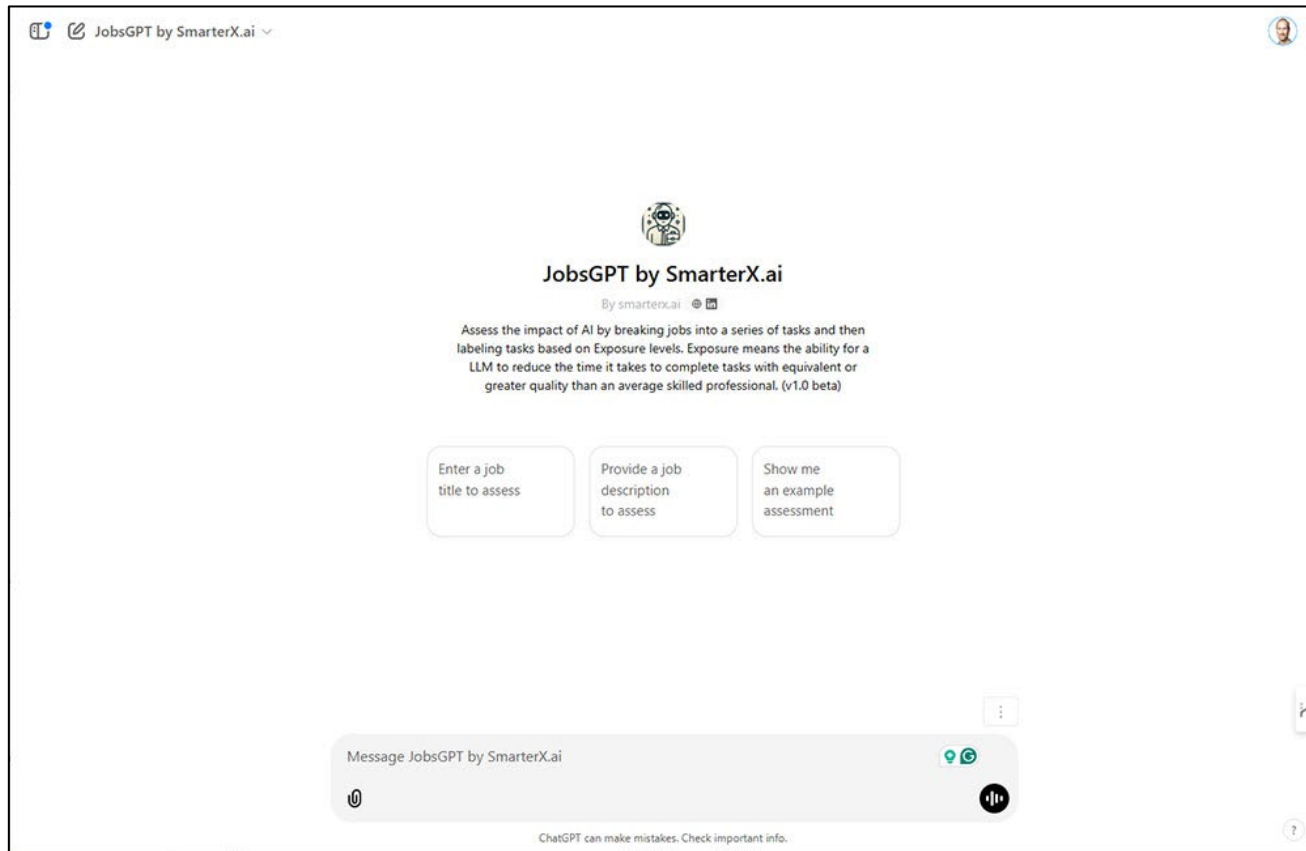 JobsGPT by SmarterX.ai
JobsGPT by SmarterX.ai
By smarterx.ai
Assess the impact of AI by breaking jobs into a series of tasks and then
labeling tasks based on Exposure levels. Exposure means the ability for a
LLM to reduce the time it takes to complete tasks with equivalent or
greater quality than an average skilled professional. (v1.0 beta)
Enter a job
title to assess
Provide a job
description
to assess
Show me
an example
assessment
Message JobsGPT by SmarterX.ai
ChatGPT can make mistakes. Check important info.
?